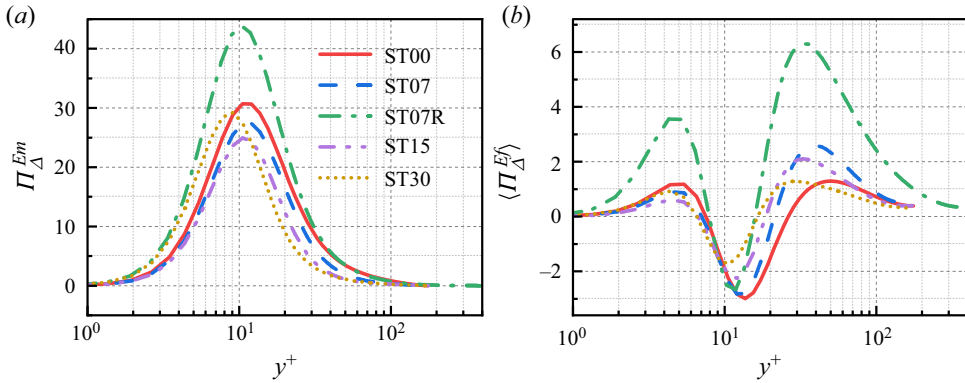 (a)
40
30
20
10
0
Π_Δ^{Em}
10^0
10^1
10^2
y^+
ST00
ST07
ST07R
ST15
ST30
(b)
6
4
2
0
−2
⟨Π_Δ^{Ef}⟩
10^0
10^1
10^2
y^+